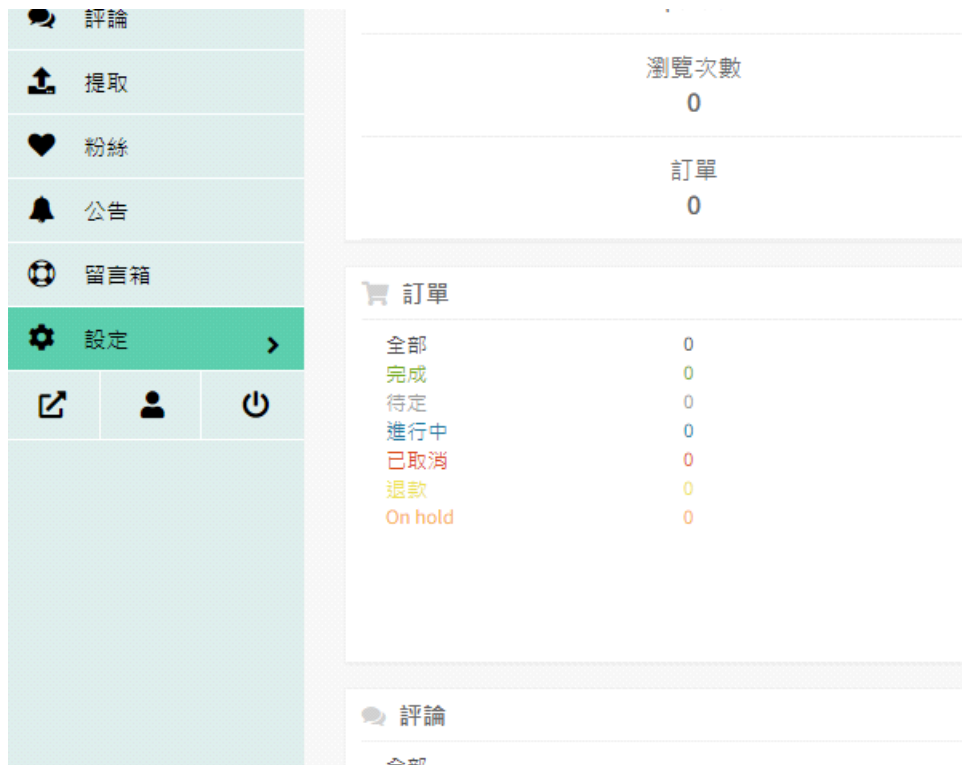 評論
提取
粉絲
公告
留言箱
設定
瀏覽次數
0
訂單
0
訂單
全部 0
完成 0
待定 0
進行中 0
已取消 0
退款 0
On hold 0
評論
全部